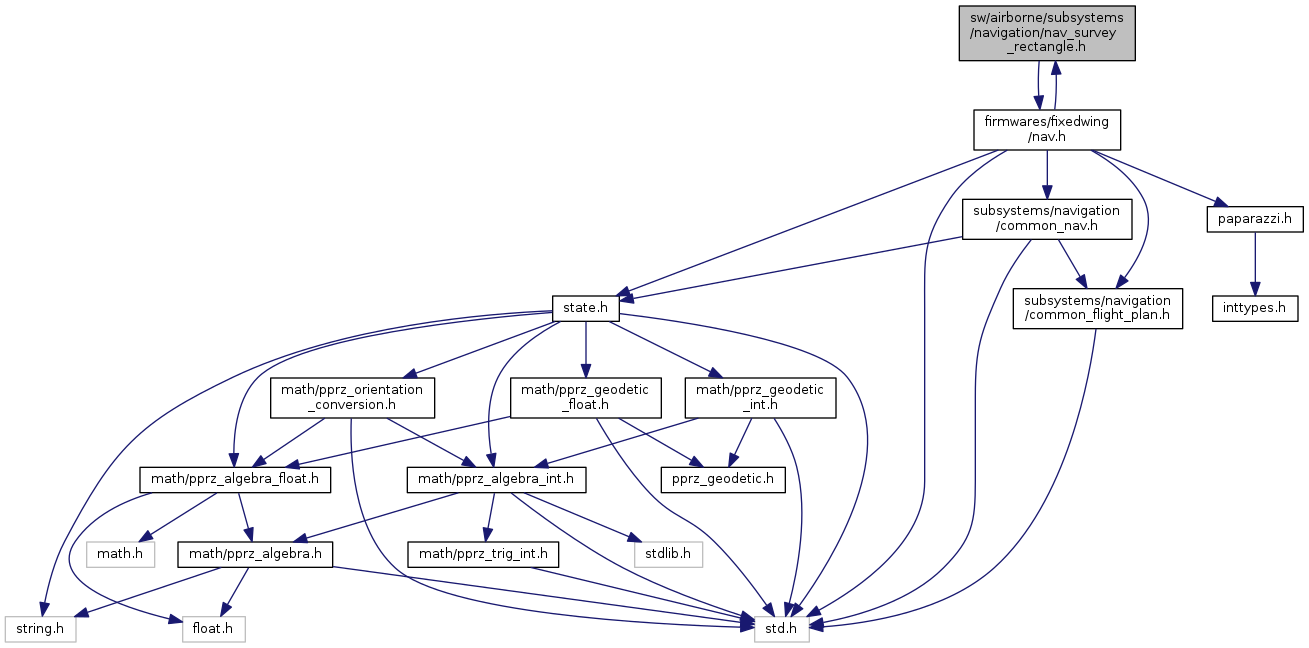 sw/airborne/subsystems
/navigation/nav_survey
_rectangle.h
firmwares/fixedwing
/nav.h
subsystems/navigation
/common_nav.h
paparazzi.h
state.h
subsystems/navigation
/common_flight_plan.h
inttypes.h
math/pprz_orientation
_conversion.h
math/pprz_geodetic
_float.h
math/pprz_geodetic
_int.h
math/pprz_algebra_float.h
math/pprz_algebra_int.h
pprz_geodetic.h
math.h
math/pprz_algebra.h
math/pprz_trig_int.h
stdlib.h
string.h
float.h
std.h